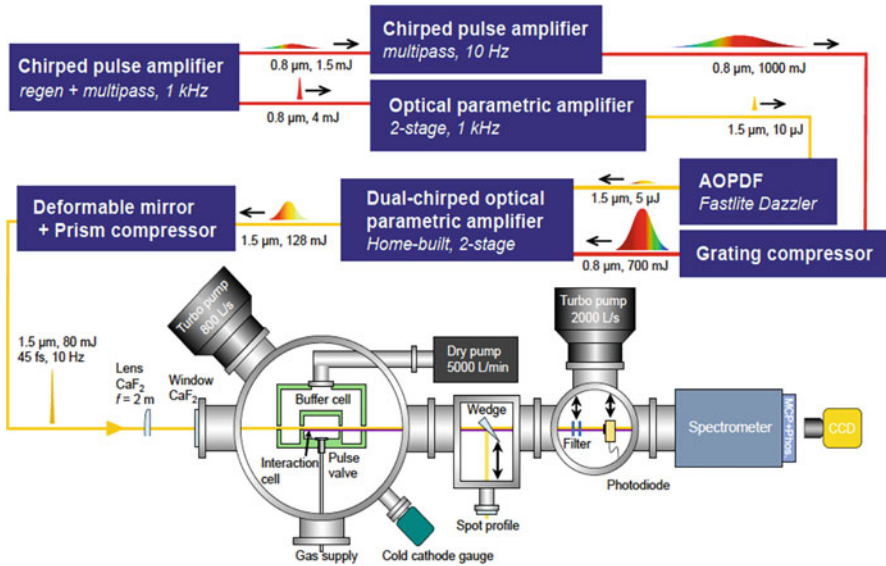 Chirped pulse amplifier
regen + multipass, 1 kHz
0.8 μm, 1.5 mJ
0.8 μm, 4 mJ
Chirped pulse amplifier
multipass, 10 Hz
0.8 μm, 1000 mJ
Optical parametric amplifier
2-stage, 1 kHz
1.5 μm, 10 μJ
Deformable mirror
+ Prism compressor
1.5 μm, 128 mJ
Dual-chirped optical
parametric amplifier
Home-built, 2-stage
1.5 μm, 5 μJ
0.8 μm, 700 mJ
AOPDF
Fastlite Dazzler
Grating compressor
1.5 μm, 80 mJ
45 fs, 10 Hz
Lens
CaF2
f = 2 m
Window
CaF2
Turbo pump
800 L/s
Dry pump
5000 L/min
Buffer cell
Interaction
cell
Pulse
valve
Gas supply
Cold cathode gauge
Wedge
Spot profile
Turbo pump
2000 L/s
Filter
Photodiode
Spectrometer
MCP+Phos.
CCD